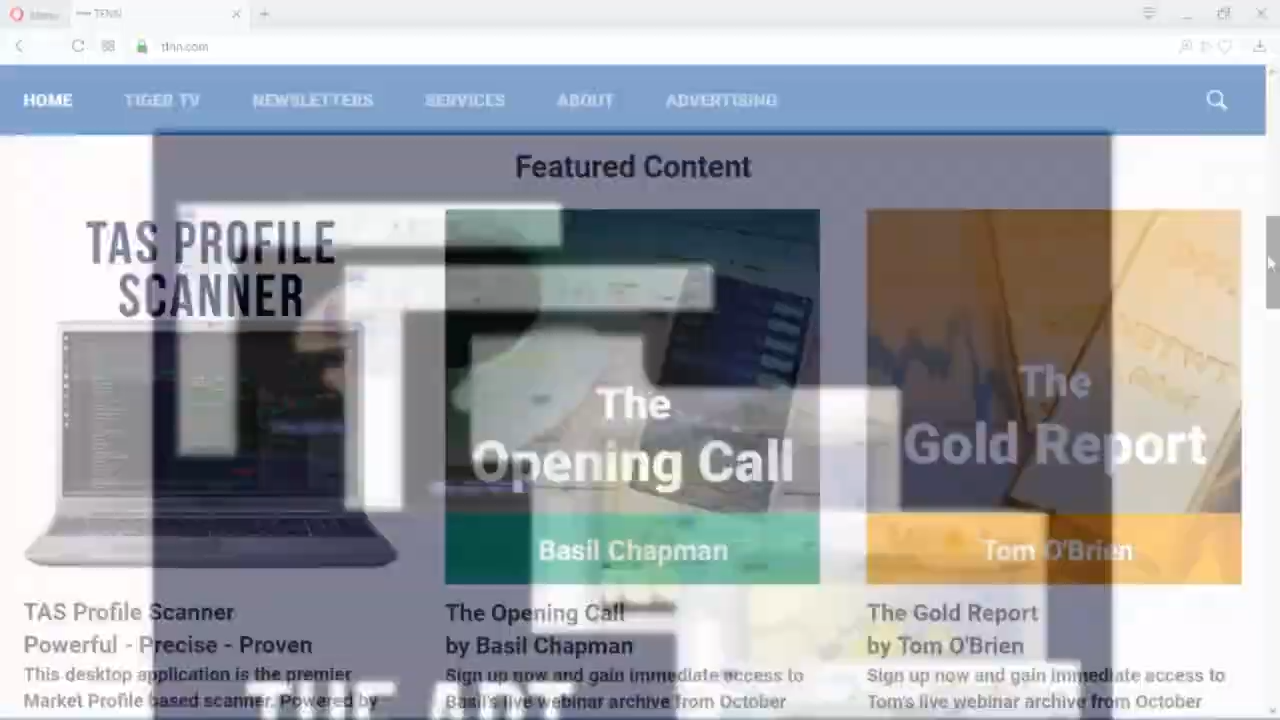 Menu
TFNN
tfnn.com
HOME TIGER TV NEWSLETTERS SERVICES ABOUT ADVERTISING
Featured Content
TAS PROFILE
SCANNER
The
Opening Call
Basil Chapman
The
Gold Report
Tom O'Brien
TAS Profile Scanner
Powerful - Precise - Proven
This desktop application is the premier
Market Profile based scanner. Powered by
The Opening Call
by Basil Chapman
Sign up now and gain immediate access to
Basil's live webinar archive from October
The Gold Report
by Tom O'Brien
Sign up now and gain immediate access to
Tom's live webinar archive from October
THE ART